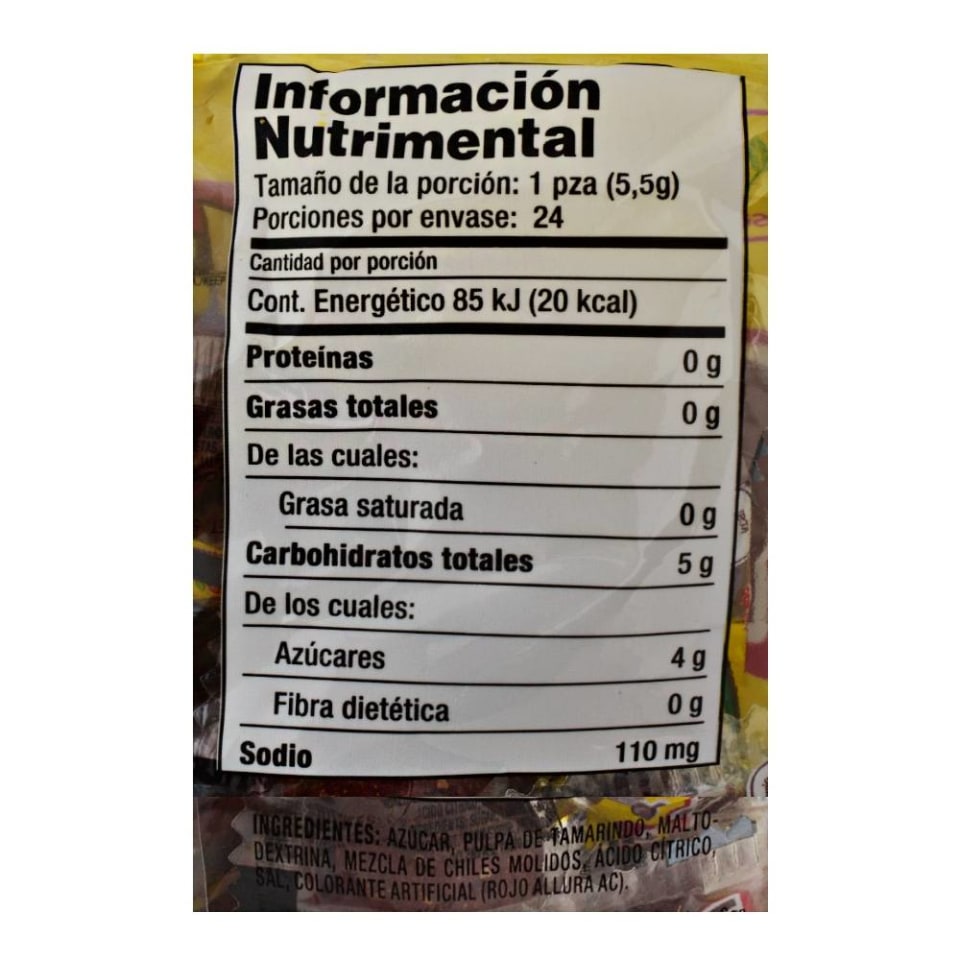 Información
Nutrimental
Tamaño de la porción: 1 pza (5,5g)
Porciones por envase: 24
Cantidad por porción
Cont. Energético 85 kJ (20 kcal)
Proteínas 0 g
Grasas totales 0 g
De las cuales:
Grasa saturada 0 g
Carbohidratos totales 5 g
De los cuales:
Azúcares 4 g
Fibra dietética 0 g
Sodio 110 mg
INGREDIENTES: AZÚCAR, PULPA DE TAMARINDO, MALTO-
DEXTRINA, MEZCLA DE CHILES MOLIDOS, ÁCIDO CÍTRICO,
SAL, COLORANTE ARTIFICIAL (ROJO ALLURA AC).